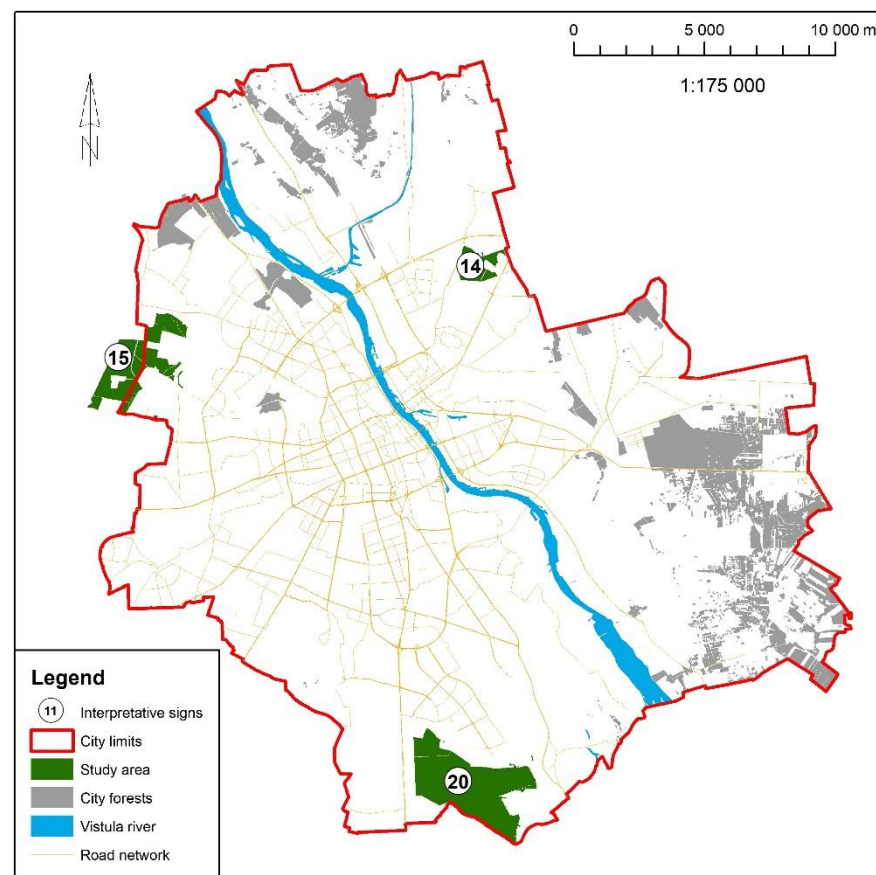 0 5 000 10 000 m
1:175 000
N
14
15
20
Legend
11 Interpretative signs
City limits
Study area
City forests
Vistula river
Road network